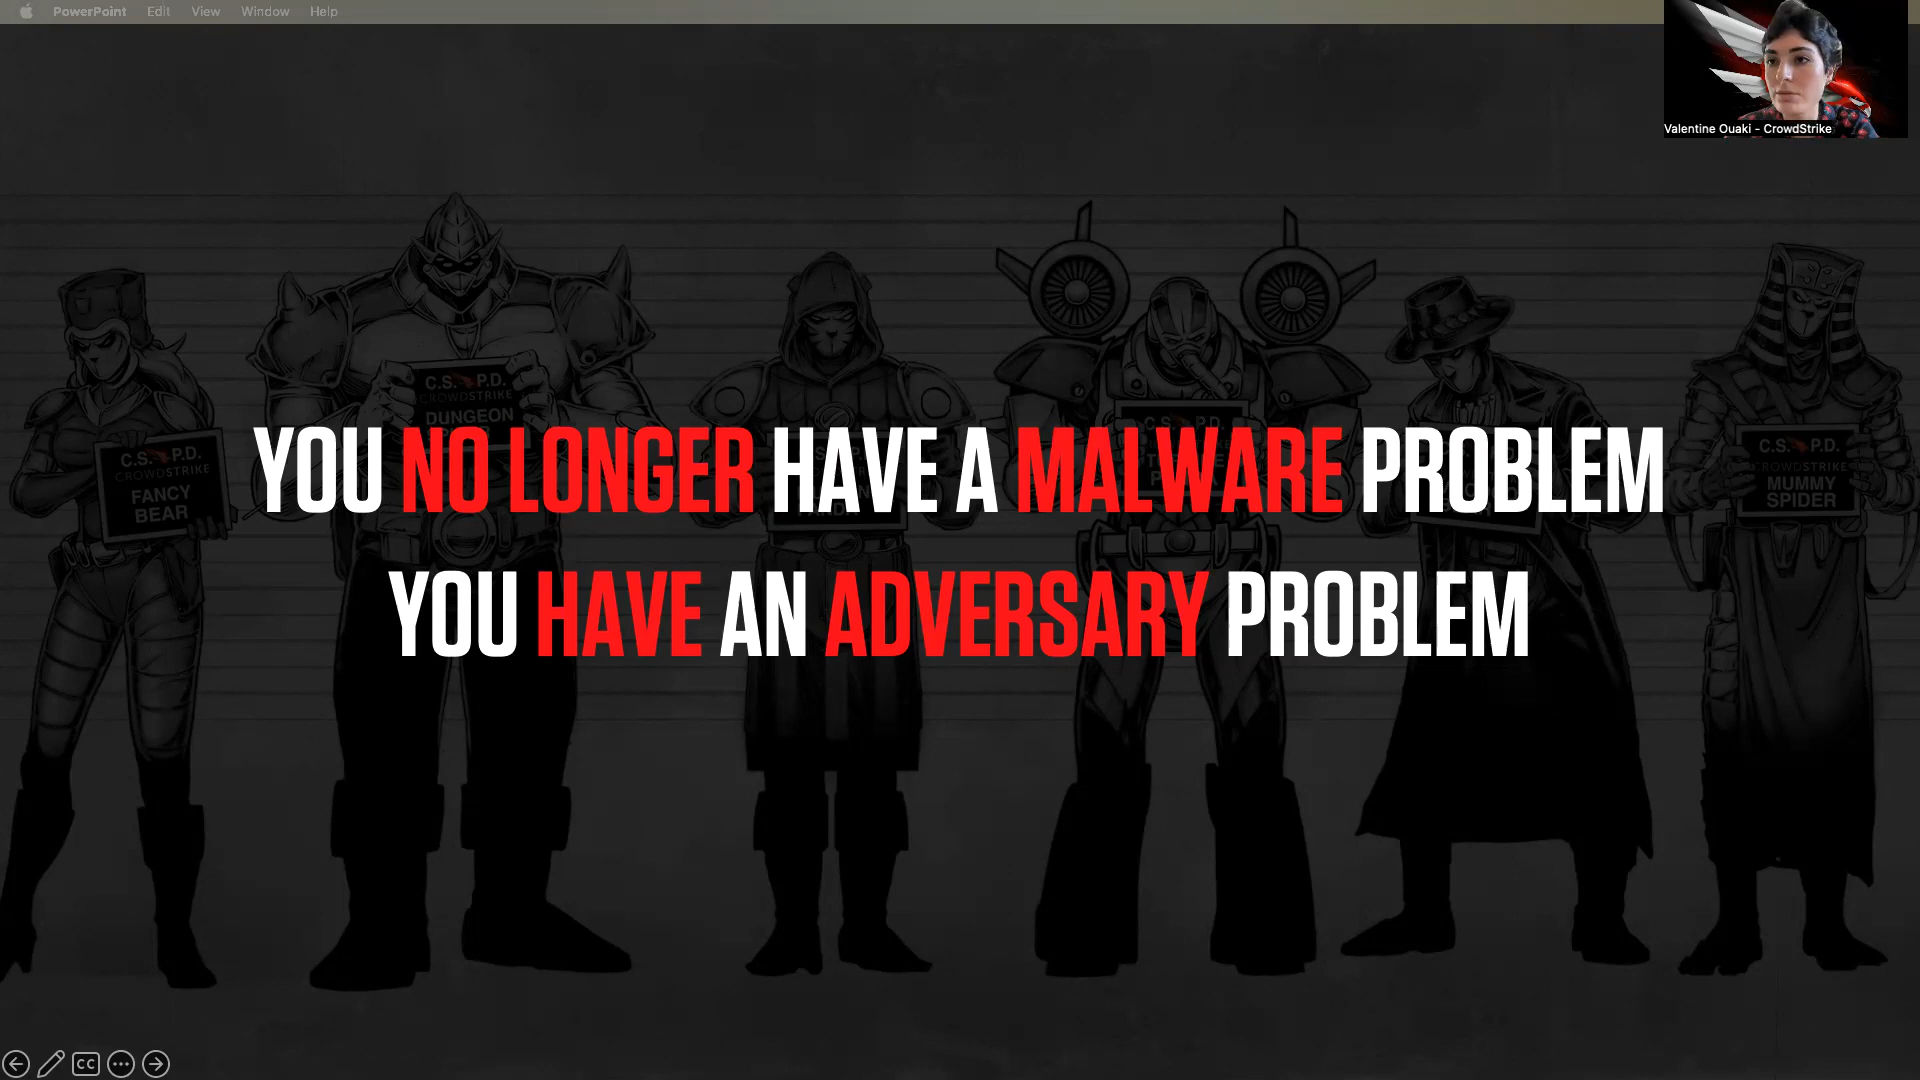 PowerPoint Edit View Window Help
Valentine Ouaki - CrowdStrike
YOU NO LONGER HAVE A MALWARE PROBLEM
YOU HAVE AN ADVERSARY PROBLEM
C.S. P.D.
CROWDSTRIKE
FANCY
BEAR
C.S. P.D.
CROWDSTRIKE
DUNGEON
C.S. P.D.
C.S. P.D.
CROWDSTRIKE
MUMMY
SPIDER
CC